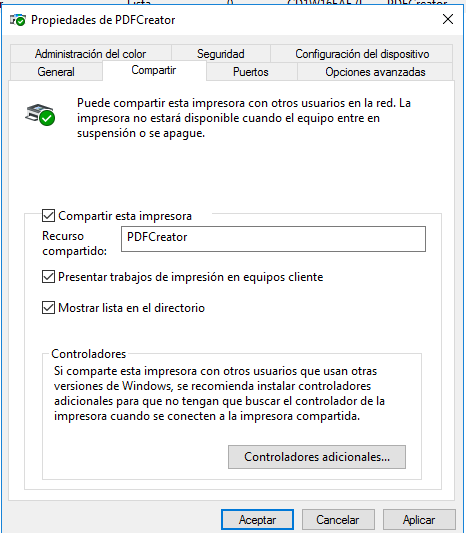 Lista 0 PDFCreator
Propiedades de PDFCreator
Administración del color Seguridad Configuración del dispositivo
General Compartir Puertos Opciones avanzadas
Puede compartir esta impresora con otros usuarios en la red. La
impresora no estará disponible cuando el equipo entre en
suspensión o se apague.
Compartir esta impresora
Recurso
compartido:
PDFCreator
Presentar trabajos de impresión en equipos cliente
Mostrar lista en el directorio
Controladores
Si comparte esta impresora con otros usuarios que usan otras
versiones de Windows, se recomienda instalar controladores
adicionales para que no tengan que buscar el controlador de la
impresora cuando se conecten a la impresora compartida.
Controladores adicionales...
Aceptar Cancelar Aplicar